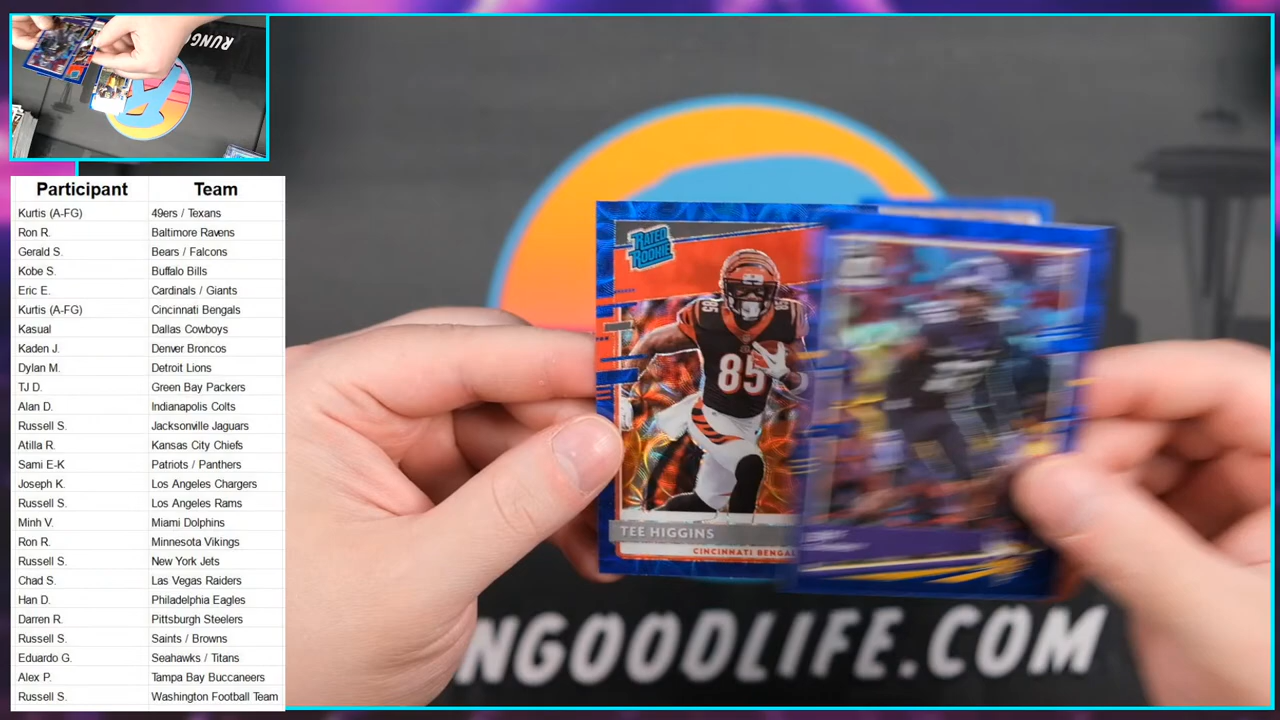 RUNGOOD
Participant Team
Kurtis (A-FG) 49ers / Texans
Ron R. Baltimore Ravens
Gerald S. Bears / Falcons
Kobe S. Buffalo Bills
Eric E. Cardinals / Giants
Kurtis (A-FG) Cincinnati Bengals
Kasual Dallas Cowboys
Kaden J. Denver Broncos
Dylan M. Detroit Lions
TJ D. Green Bay Packers
Alan D. Indianapolis Colts
Russell S. Jacksonville Jaguars
Atilla R. Kansas City Chiefs
Sami E-K Patriots / Panthers
Joseph K. Los Angeles Chargers
Russell S. Los Angeles Rams
Minh V. Miami Dolphins
Ron R. Minnesota Vikings
Russell S. New York Jets
Chad S. Las Vegas Raiders
Han D. Philadelphia Eagles
Darren R. Pittsburgh Steelers
Russell S. Saints / Browns
Eduardo G. Seahawks / Titans
Alex P. Tampa Bay Buccaneers
Russell S. Washington Football Team
RATED
ROOKIE
85
85
TEE HIGGINS
CINCINNATI BENGAL
NGOODLIFE.COM